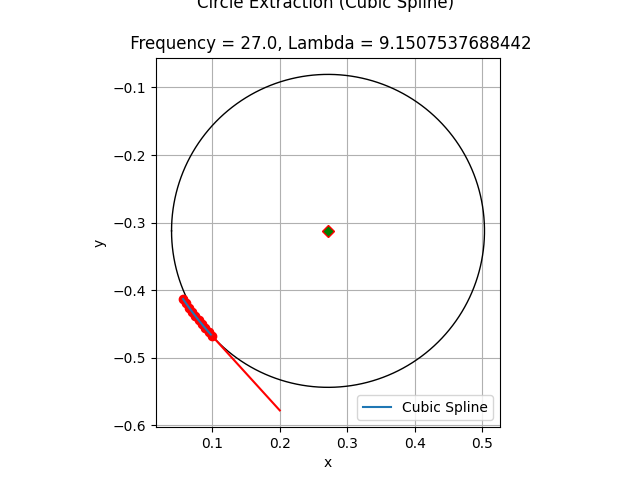 Circle Extraction (Cubic Spline)
Frequency = 27.0, Lambda = 9.1507537688442
−0.1
−0.2
−0.3
−0.4
−0.5
−0.6
y
Cubic Spline
0.1 0.2 0.3 0.4 0.5
x